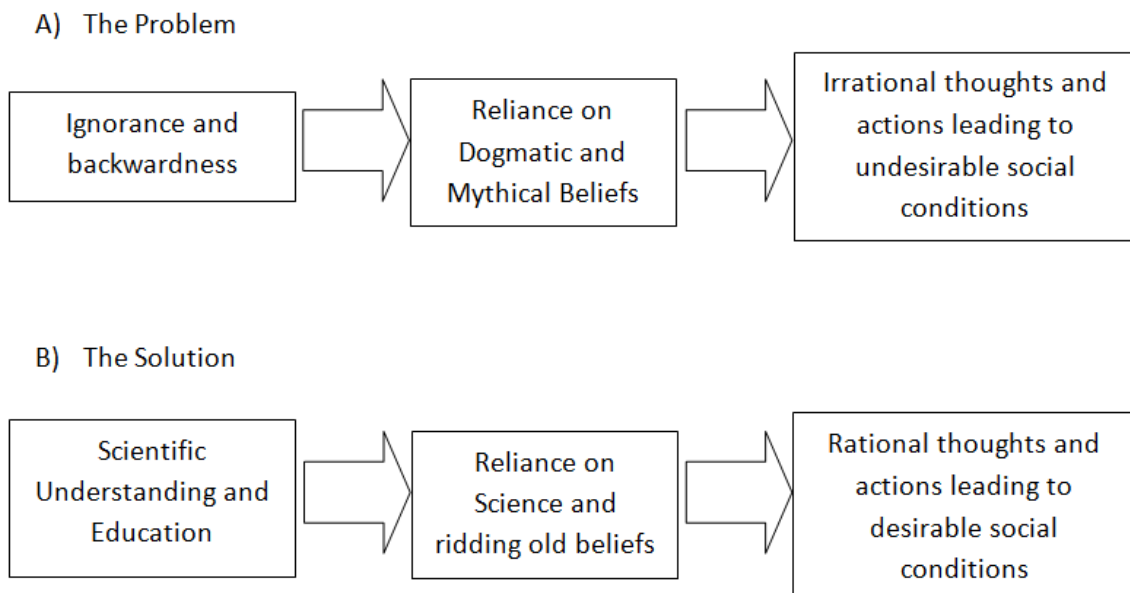 A) The Problem
Ignorance and
backwardness
Reliance on
Dogmatic and
Mythical Beliefs
Irrational thoughts and
actions leading to
undesirable social
conditions
B) The Solution
Scientific
Understanding and
Education
Reliance on
Science and
ridding old beliefs
Rational thoughts and
actions leading to
desirable social
conditions